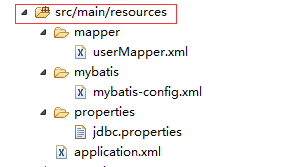 src/main/resources
mapper
userMapper.xml
mybatis
mybatis-config.xml
properties
jdbc.properties
application.xml